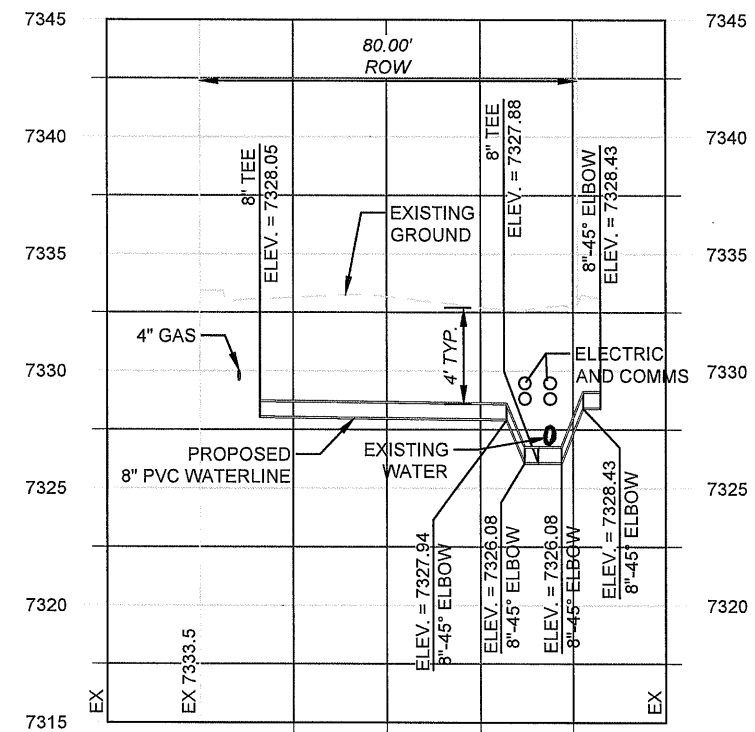 7345
7345
80.00'
ROW
7340
7340
8" TEE
ELEV. = 7328.05
8" TEE
ELEV. = 7327.88
8"-45° ELBOW
ELEV. = 7328.43
EXISTING
GROUND
7335
7335
4" GAS
4' TYP.
7330
7330
ELECTRIC
AND COMMS
PROPOSED
8" PVC WATERLINE
EXISTING
WATER
7325
7325
ELEV. = 7327.94
8"-45° ELBOW
ELEV. = 7326.08
8"-45° ELBOW
ELEV. = 7326.08
8"-45° ELBOW
ELEV. = 7328.43
8"-45° ELBOW
7320
7320
EX
EX 7333.5
EX
7315